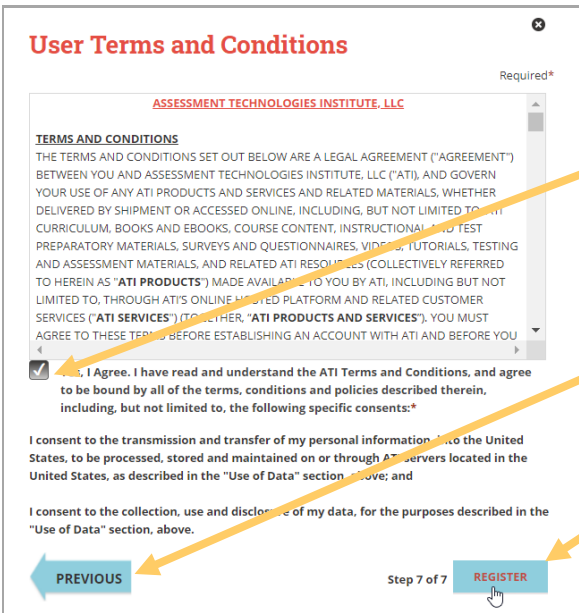 User Terms and Conditions
Required*
ASSESSMENT TECHNOLOGIES INSTITUTE, LLC
TERMS AND CONDITIONS
THE TERMS AND CONDITIONS SET OUT BELOW ARE A LEGAL AGREEMENT ("AGREEMENT")
BETWEEN YOU AND ASSESSMENT TECHNOLOGIES INSTITUTE, LLC ("ATI), AND GOVERN
YOUR USE OF ANY ATI PRODUCTS AND SERVICES AND RELATED MATERIALS, WHETHER
DELIVERED BY SHIPMENT OR ACCESSED ONLINE, INCLUDING, BUT NOT LIMITED TO, ATI
CURRICULUM, BOOKS AND EBOOKS, COURSE CONTENT, INSTRUCTIONAL AND TEST
PREPARATORY MATERIALS, SURVEYS AND QUESTIONNAIRES, VIDEOS, TUTORIALS, TESTING
AND ASSESSMENT MATERIALS, AND RELATED ATI RESOURCES (COLLECTIVELY REFERRED
TO HEREIN AS "ATI PRODUCTS") MADE AVAILABLE TO YOU BY ATI, INCLUDING BUT NOT
LIMITED TO, THROUGH ATI'S ONLINE HOSTED PLATFORM AND RELATED CUSTOMER
SERVICES ("ATI SERVICES") (TOGETHER, "ATI PRODUCTS AND SERVICES"). YOU MUST
AGREE TO THESE TERMS BEFORE ESTABLISHING AN ACCOUNT WITH ATI AND BEFORE YOU
Yes, I Agree. I have read and understand the ATI Terms and Conditions, and agree
to be bound by all of the terms, conditions and policies described therein,
including, but not limited to, the following specific consents:*
I consent to the transmission and transfer of my personal information, into the United
States, to be processed, stored and maintained on or through ATI servers located in the
United States, as described in the "Use of Data" section, above; and
I consent to the collection, use and disclosure of my data, for the purposes described in the
"Use of Data" section, above.
PREVIOUS
Step 7 of 7
REGISTER